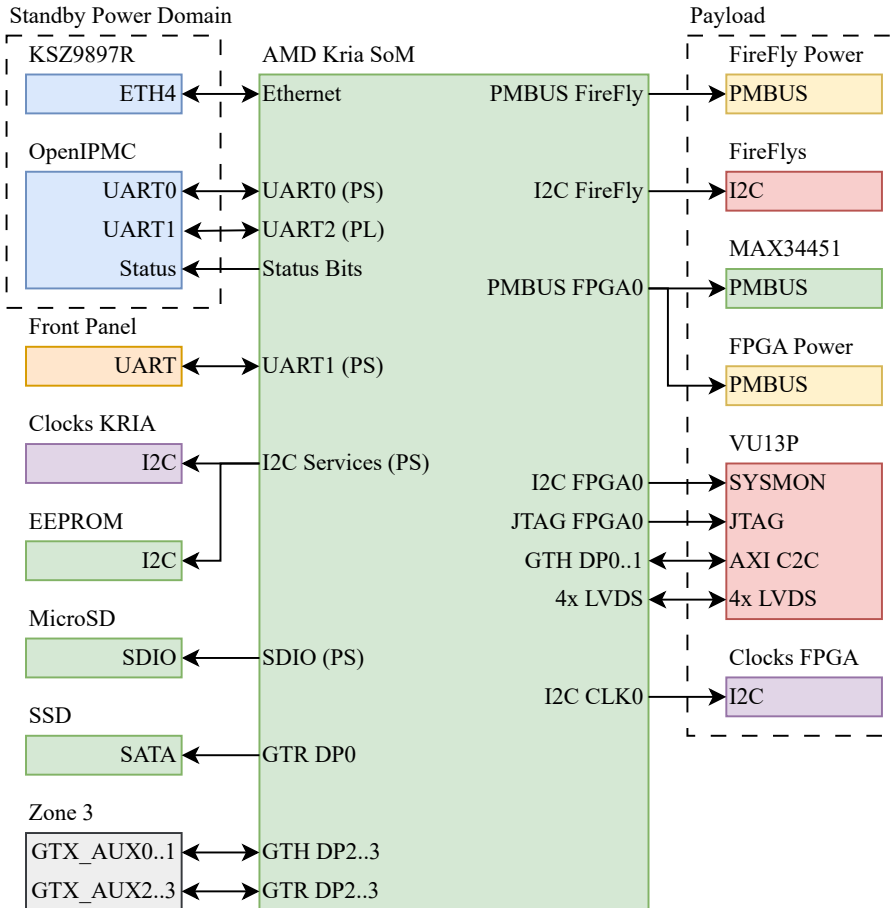 Standby Power Domain
KSZ9897R
ETH4
OpenIPMC
UART0
UART1
Status
Front Panel
UART
Clocks KRIA
I2C
EEPROM
I2C
MicroSD
SDIO
SSD
SATA
Zone 3
GTX_AUX0..1
GTX_AUX2..3
AMD Kria SoM
Ethernet
UART0 (PS)
UART2 (PL)
Status Bits
UART1 (PS)
I2C Services (PS)
SDIO (PS)
GTR DP0
GTH DP2..3
GTR DP2..3
PMBUS FireFly
I2C FireFly
PMBUS FPGA0
I2C FPGA0
JTAG FPGA0
GTH DP0..1
4x LVDS
I2C CLK0
Payload
FireFly Power
PMBUS
FireFlys
I2C
MAX34451
PMBUS
FPGA Power
PMBUS
VU13P
SYSMON
JTAG
AXI C2C
4x LVDS
Clocks FPGA
I2C